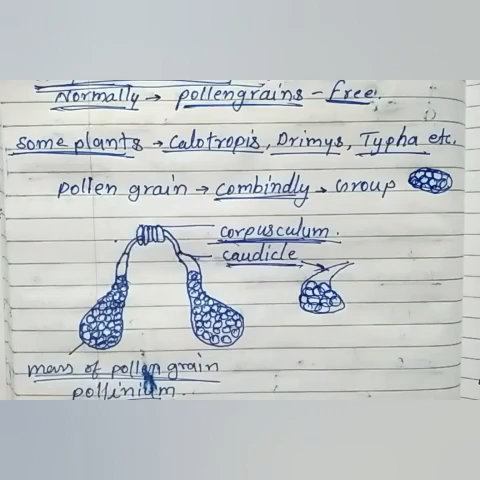 Normally → pollengrains - free.
Some plants → Calotropis, Drimys, Typha etc.
pollen grain → combindly → Group
corpusculum.
caudicle
mass of pollen grain
pollinium.